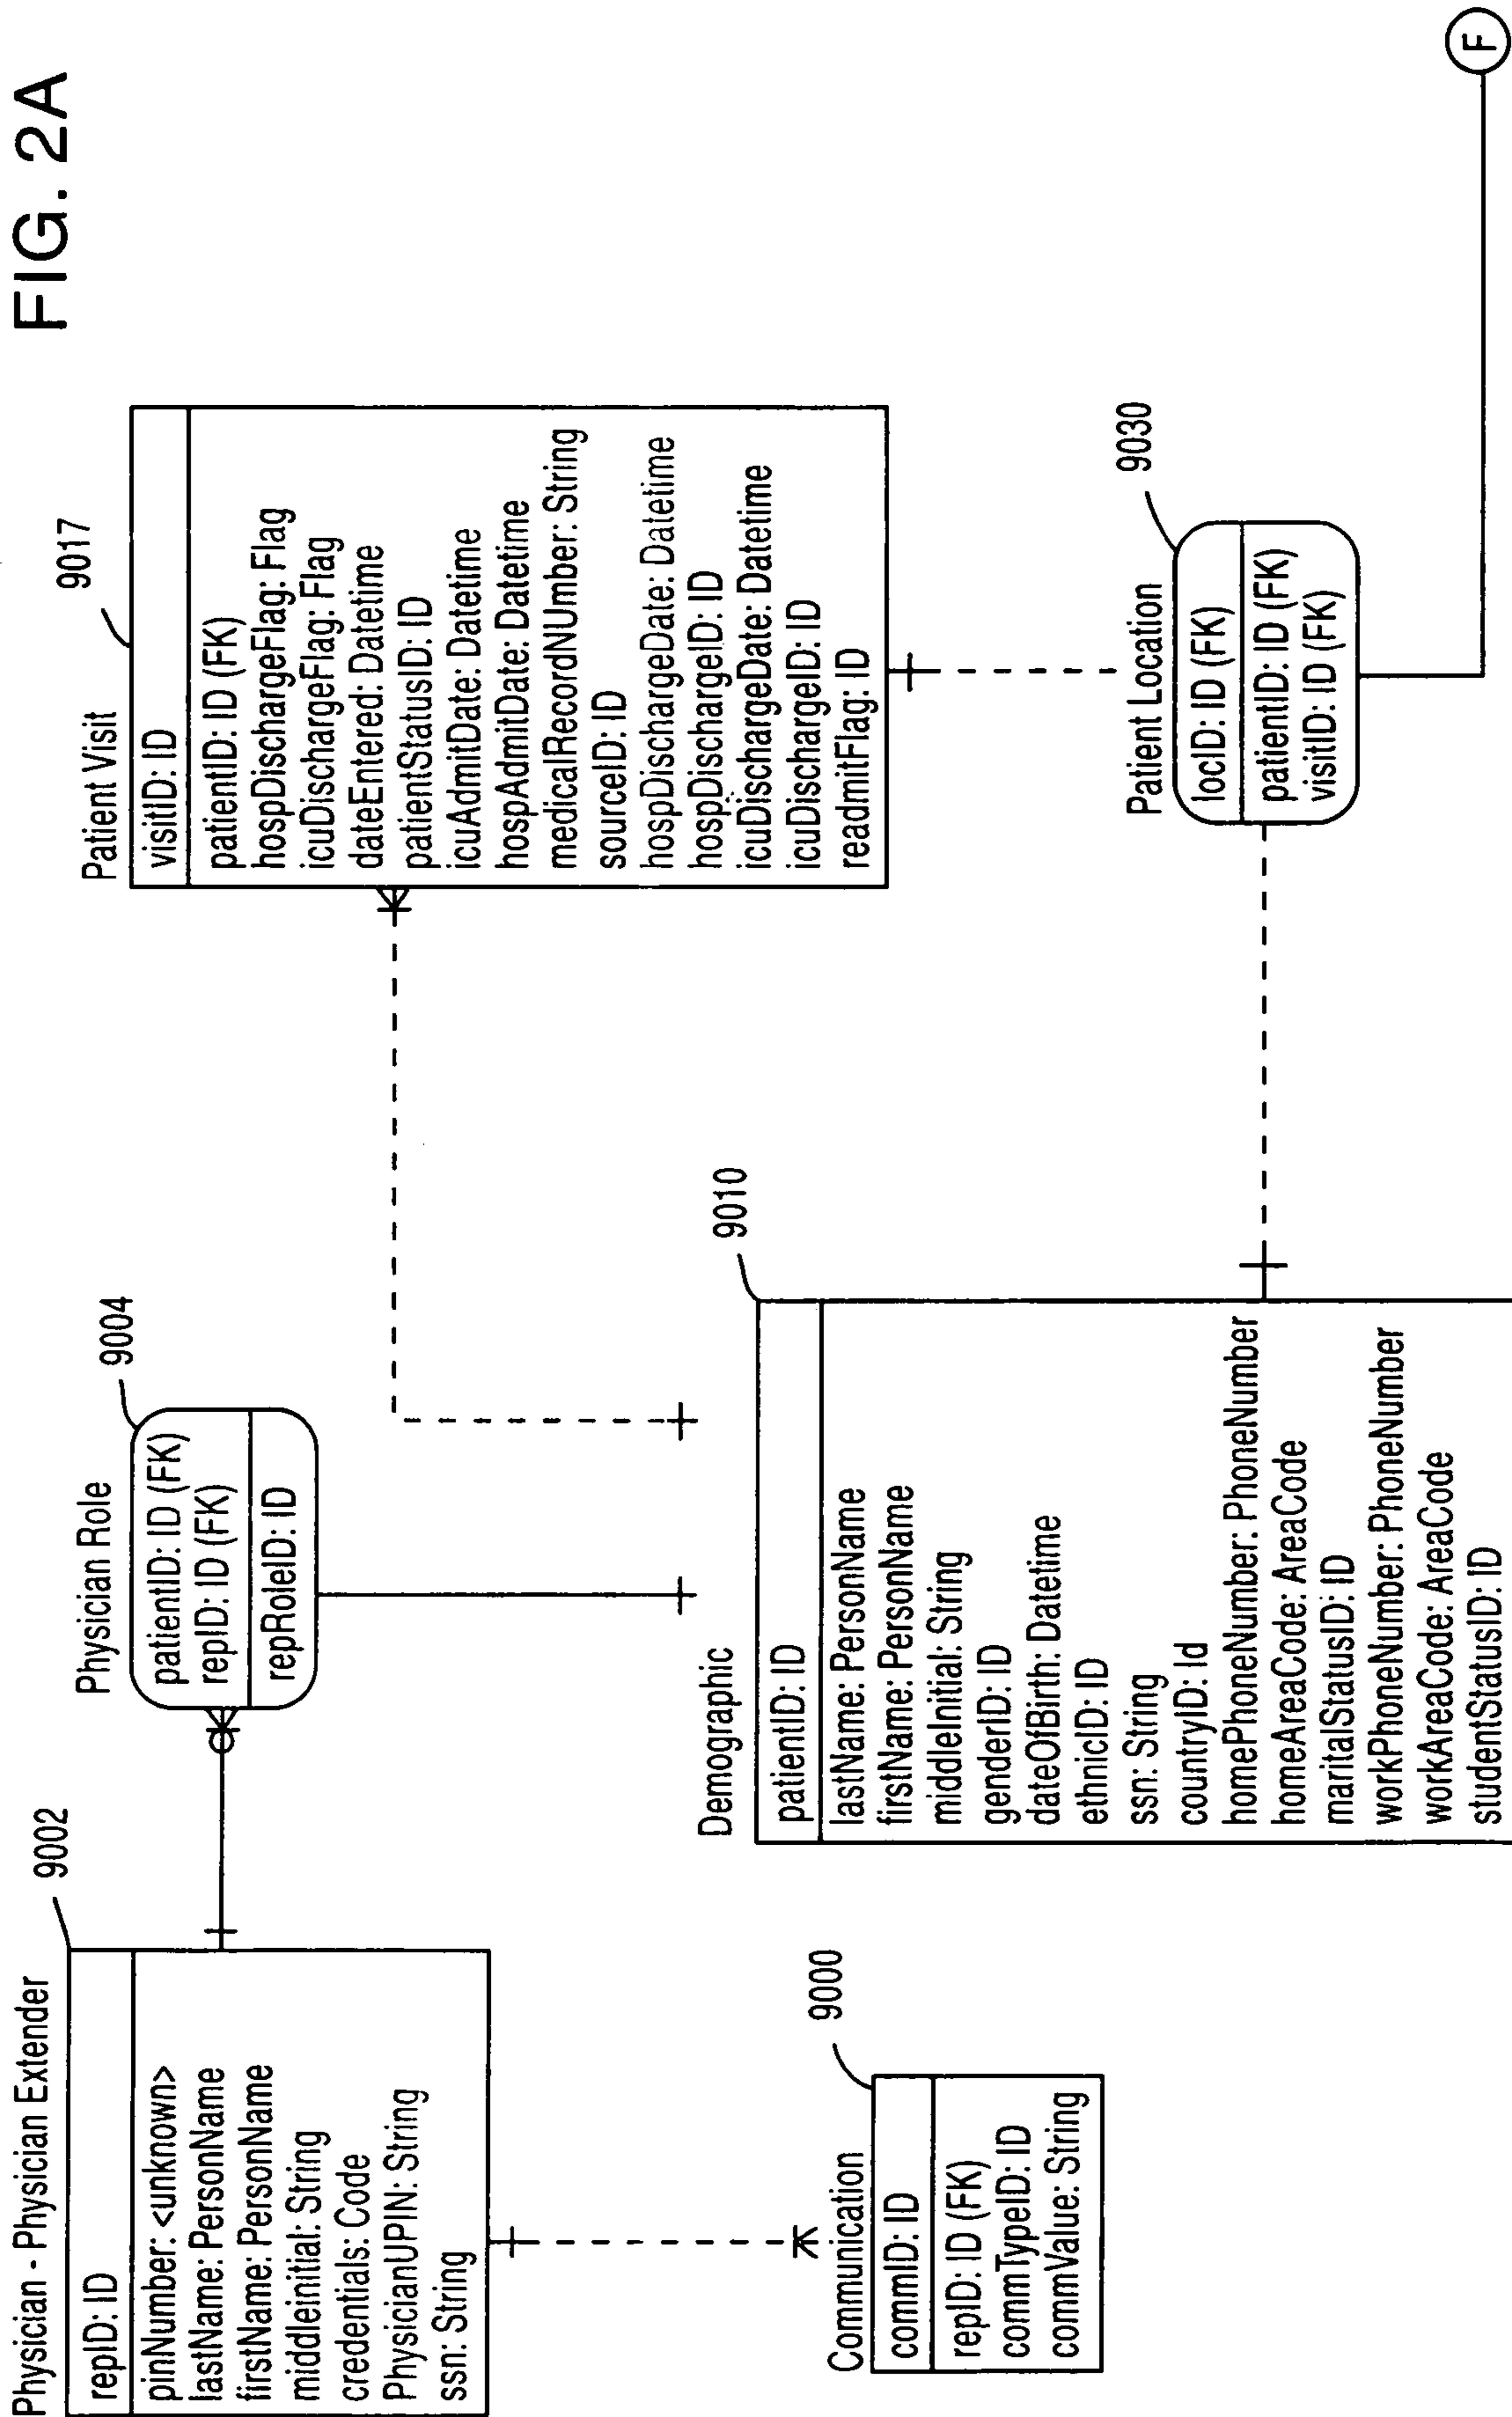 FIG. 2A
Physician - Physician Extender
9002
repID: ID
pinNumber: <unknown>
lastName: PersonName
firstName: PersonName
middleinitial: String
credentials: Code
PhysicianUPIN: String
ssn: String
Physician Role
9004
patientID: ID (FK)
repID: ID (FK)
repRoleID: ID
Patient Visit
9017
visitID: ID
patientID: ID (FK)
hospDischargeFlag: Flag
icuDischargeFlag: Flag
dateEntered: Datetime
patientStatusID: ID
icuAdmitDate: Datetime
hospAdmitDate: Datetime
medicalRecordNUmber: String
sourceID: ID
hospDischargeDate: Datetime
hospDischargeID: ID
icuDischargeDate: Datetime
icuDischargeID: ID
readmitFlag: ID
Communication
9000
commID: ID
repID: ID (FK)
commTypeID: ID
commValue: String
Demographic
9010
patientID: ID
lastName: PersonName
firstName: PersonName
middleInitial: String
genderID: ID
dateOfBirth: Datetime
ethnicID: ID
ssn: String
countryID: Id
homePhoneNumber: PhoneNumber
homeAreaCode: AreaCode
maritalStatusID: ID
workPhoneNumber: PhoneNumber
workAreaCode: AreaCode
studentStatusID: ID
Patient Location
9030
locID: ID (FK)
patientID: ID (FK)
visitID: ID (FK)
F